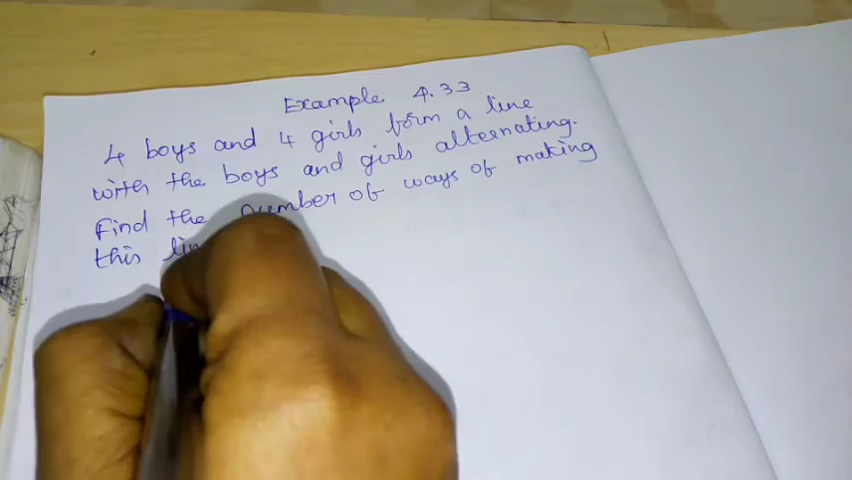 Example 4.33
4 boys and 4 girls form a line
with the boys and girls alternating.
Find the number of ways of making
this